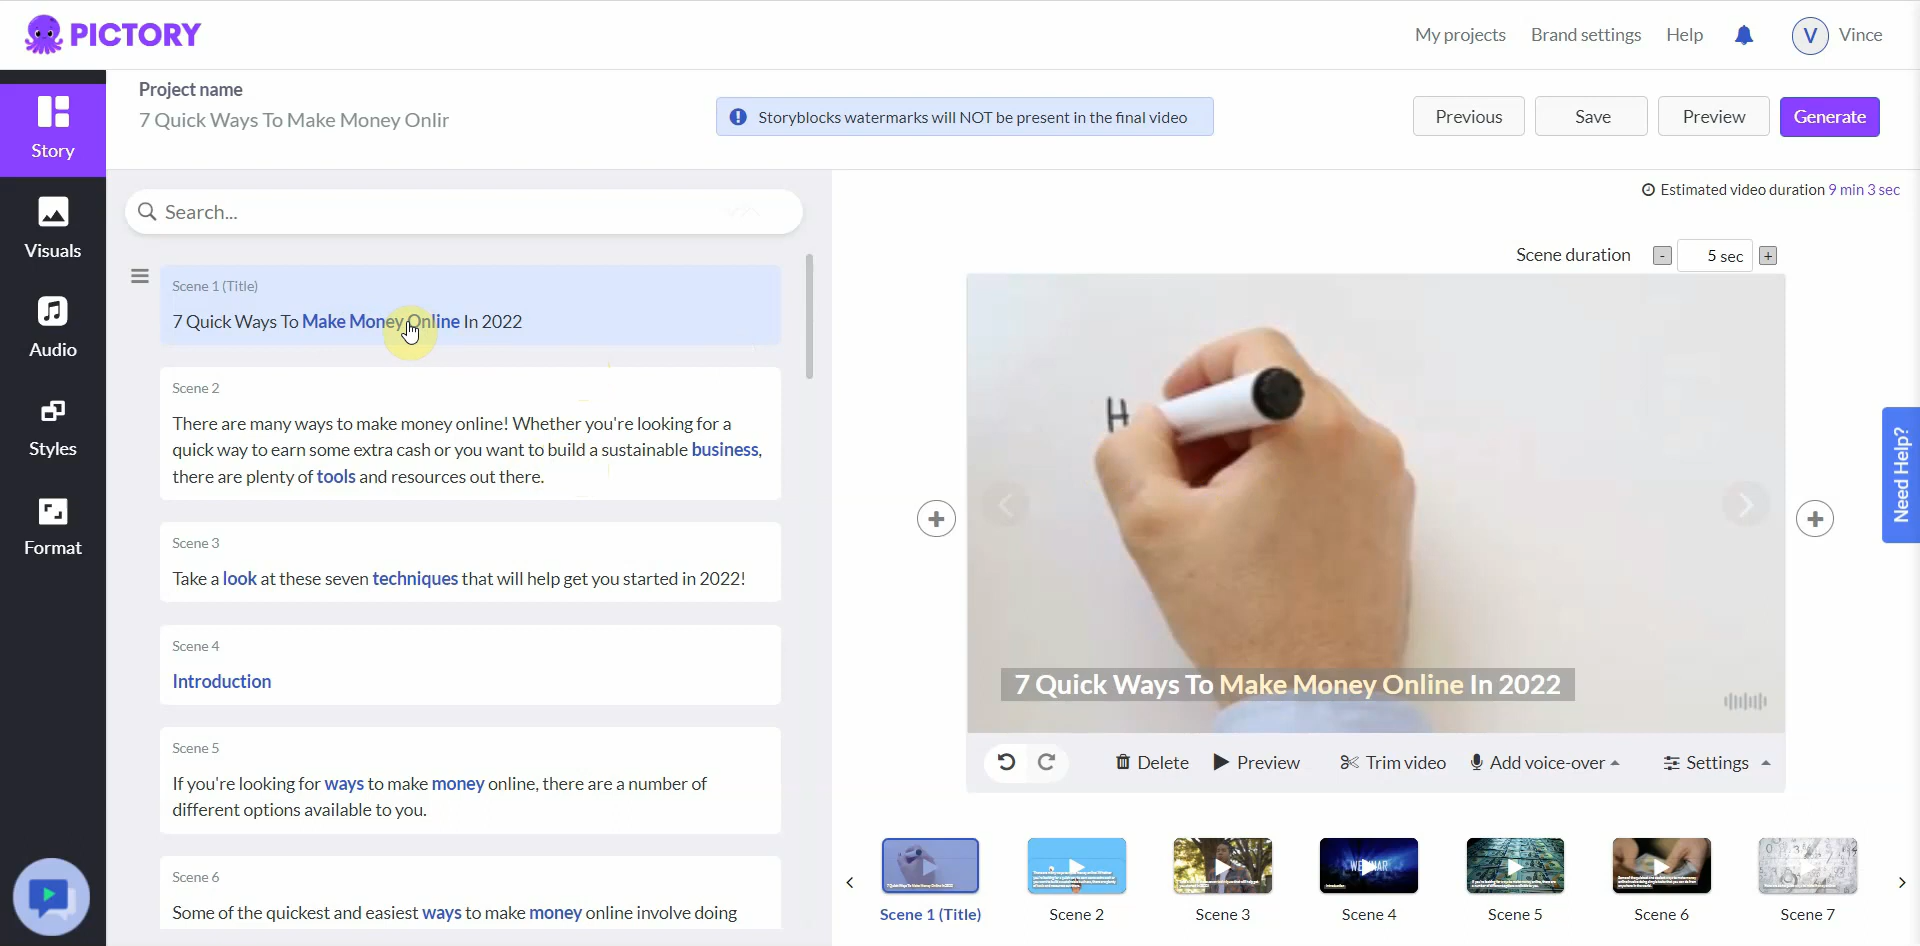 PICTORY
My projects
Brand settings
Help
V
Vince
Story
Visuals
Audio
Styles
Format
Project name
7 Quick Ways To Make Money Onlir
Storyblocks watermarks will NOT be present in the final video
Previous
Save
Preview
Generate
Search...
Scene 1 (Title)
7 Quick Ways To Make Money Online In 2022
Scene 2
There are many ways to make money online! Whether you're looking for a
quick way to earn some extra cash or you want to build a sustainable business,
there are plenty of tools and resources out there.
Scene 3
Take a look at these seven techniques that will help get you started in 2022!
Scene 4
Introduction
Scene 5
If you're looking for ways to make money online, there are a number of
different options available to you.
Scene 6
Some of the quickest and easiest ways to make money online involve doing
Estimated video duration 9 min 3 sec
Scene duration
-
5 sec
+
H
7 Quick Ways To Make Money Online In 2022
Delete
Preview
Trim video
Add voice-over
Settings
Need Help?
WEBINAR
Scene 1 (Title)
Scene 2
Scene 3
Scene 4
Scene 5
Scene 6
Scene 7